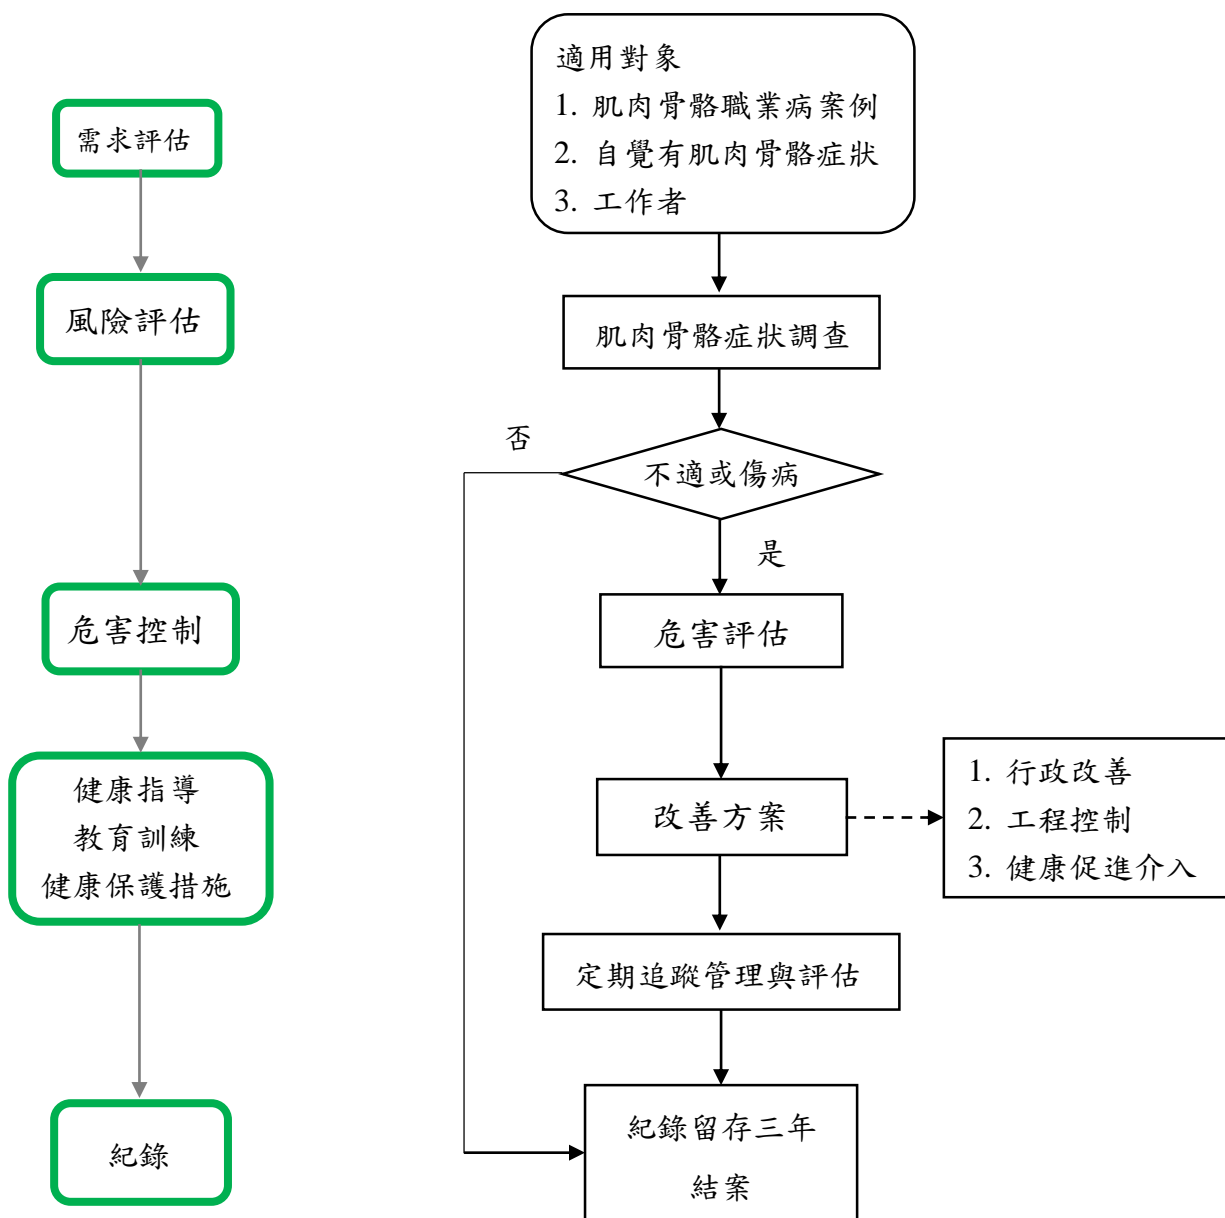 需求評估
風險評估
危害控制
健康指導
教育訓練
健康保護措施
紀錄
適用對象
1. 肌肉骨骼職業病案例
2. 自覺有肌肉骨骼症狀
3. 工作者
肌肉骨骼症狀調查
不適或傷病
否
是
危害評估
改善方案
1. 行政改善
2. 工程控制
3. 健康促進介入
定期追蹤管理與評估
紀錄留存三年
結案